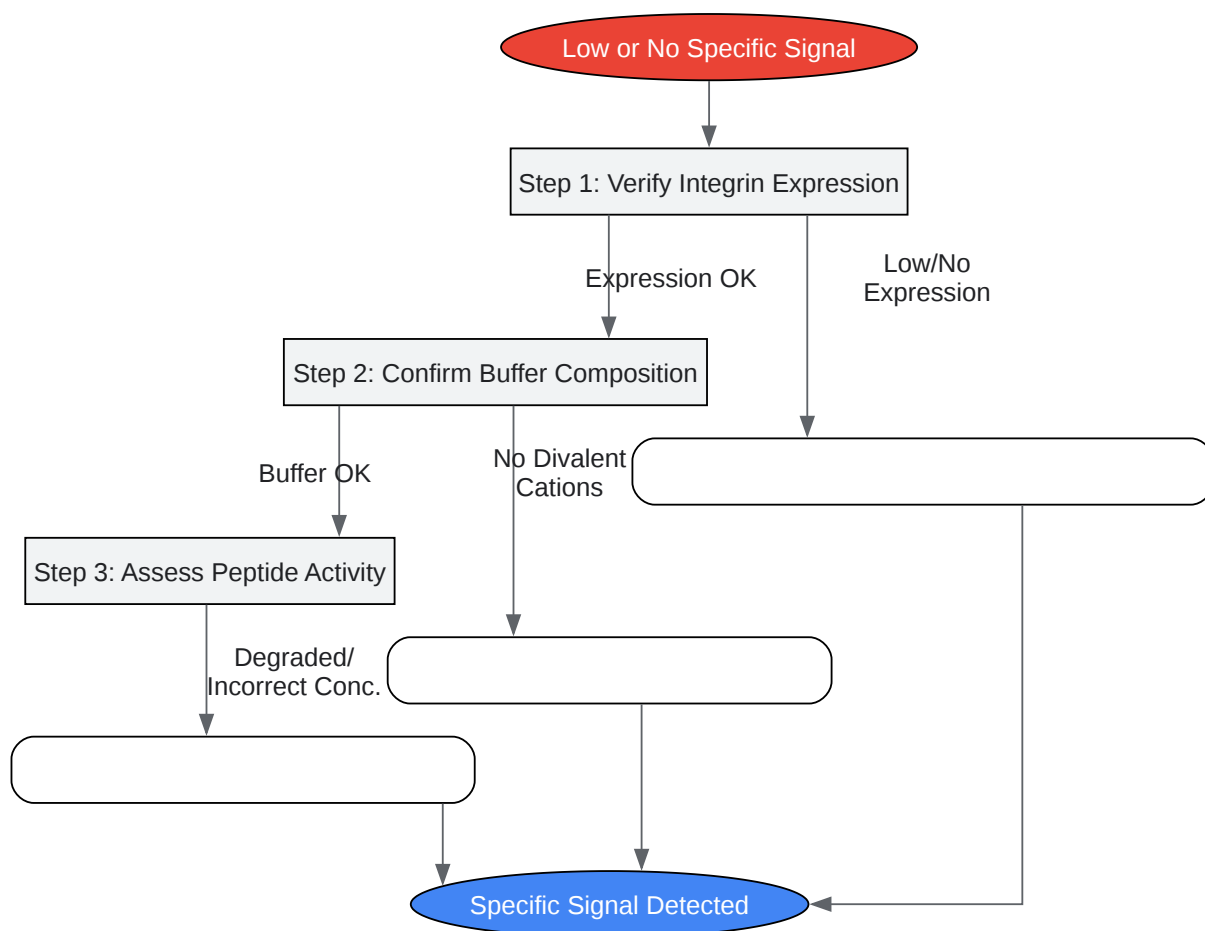 Low or No Specific Signal
Step 1: Verify Integrin Expression
Expression OK
Low/No
Expression
Step 2: Confirm Buffer Composition
Buffer OK
No Divalent
Cations
Step 3: Assess Peptide Activity
Degraded/
Incorrect Conc.
Specific Signal Detected